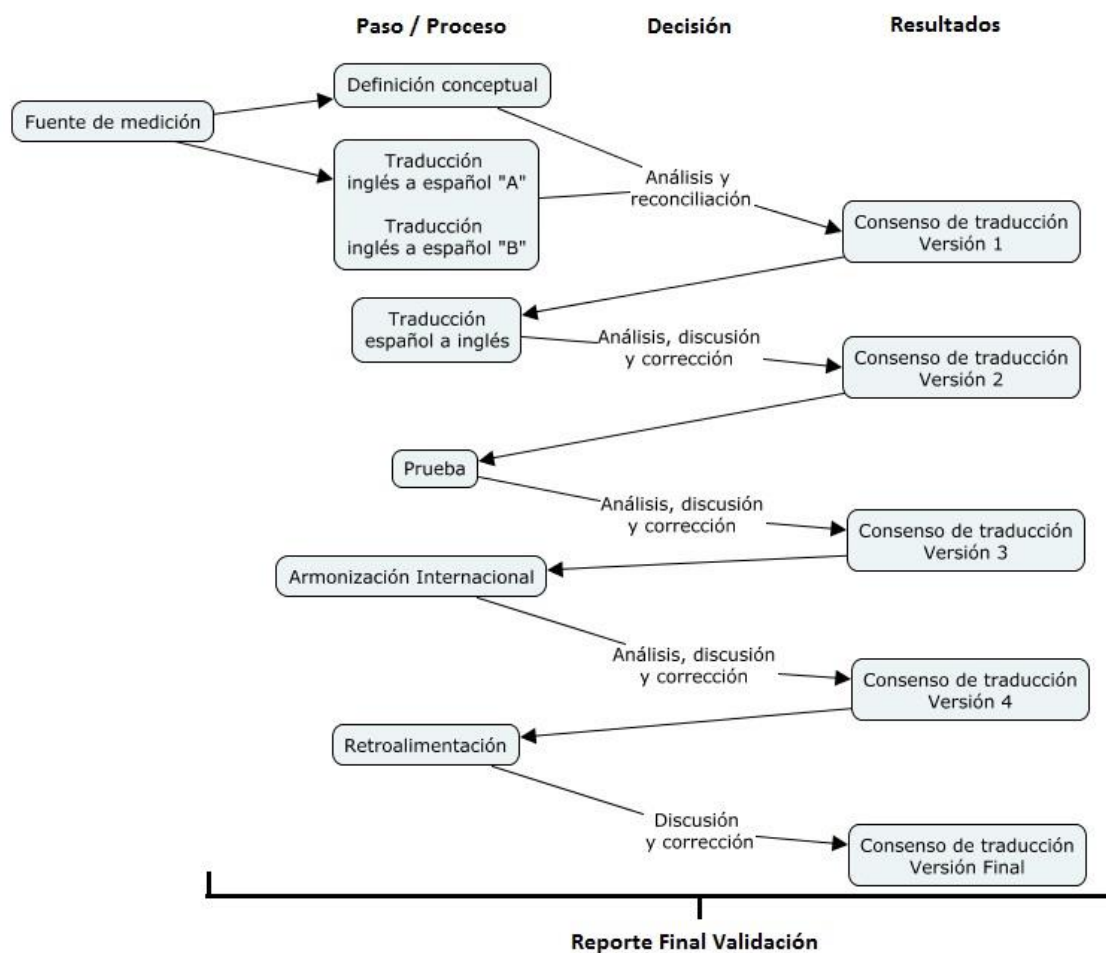 Paso / Proceso
Decisión
Resultados
Definición conceptual
Fuente de medición
Traducción
inglés a español "A"
Traducción
inglés a español "B"
Análisis y
reconciliación
Consenso de traducción
Versión 1
Traducción
español a inglés
Análisis, discusión
y corrección
Consenso de traducción
Versión 2
Prueba
Análisis, discusión
y corrección
Consenso de traducción
Versión 3
Armonización Internacional
Análisis, discusión
y corrección
Consenso de traducción
Versión 4
Retroalimentación
Discusión
y corrección
Consenso de traducción
Versión Final
Reporte Final Validación